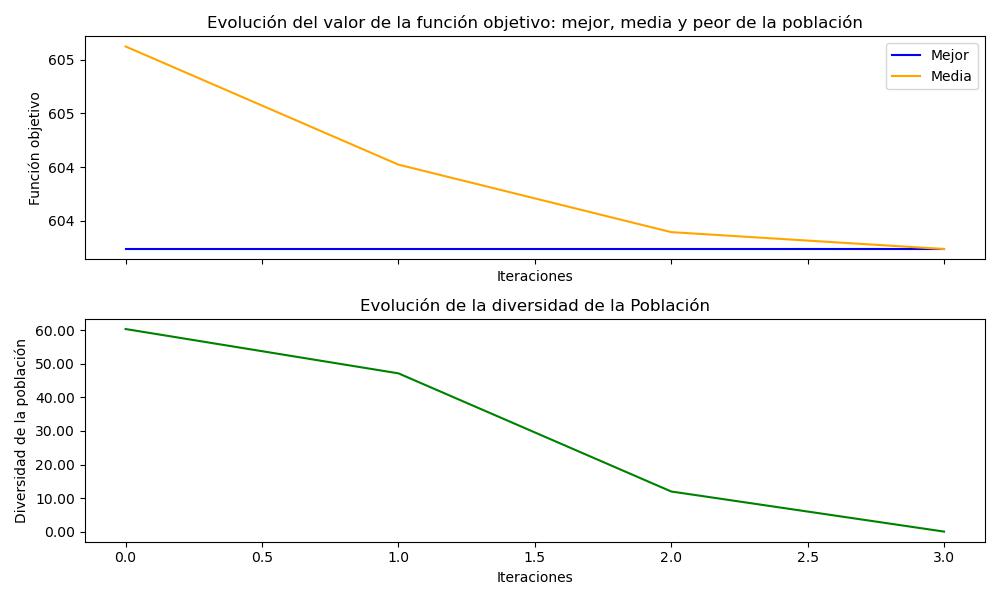 Evolución del valor de la función objetivo: mejor, media y peor de la población
Función objetivo
605
605
604
604
Mejor
Media
Iteraciones
Evolución de la diversidad de la Población
Diversidad de la población
60.00
50.00
40.00
30.00
20.00
10.00
0.00
0.0 0.5 1.0 1.5 2.0 2.5 3.0
Iteraciones